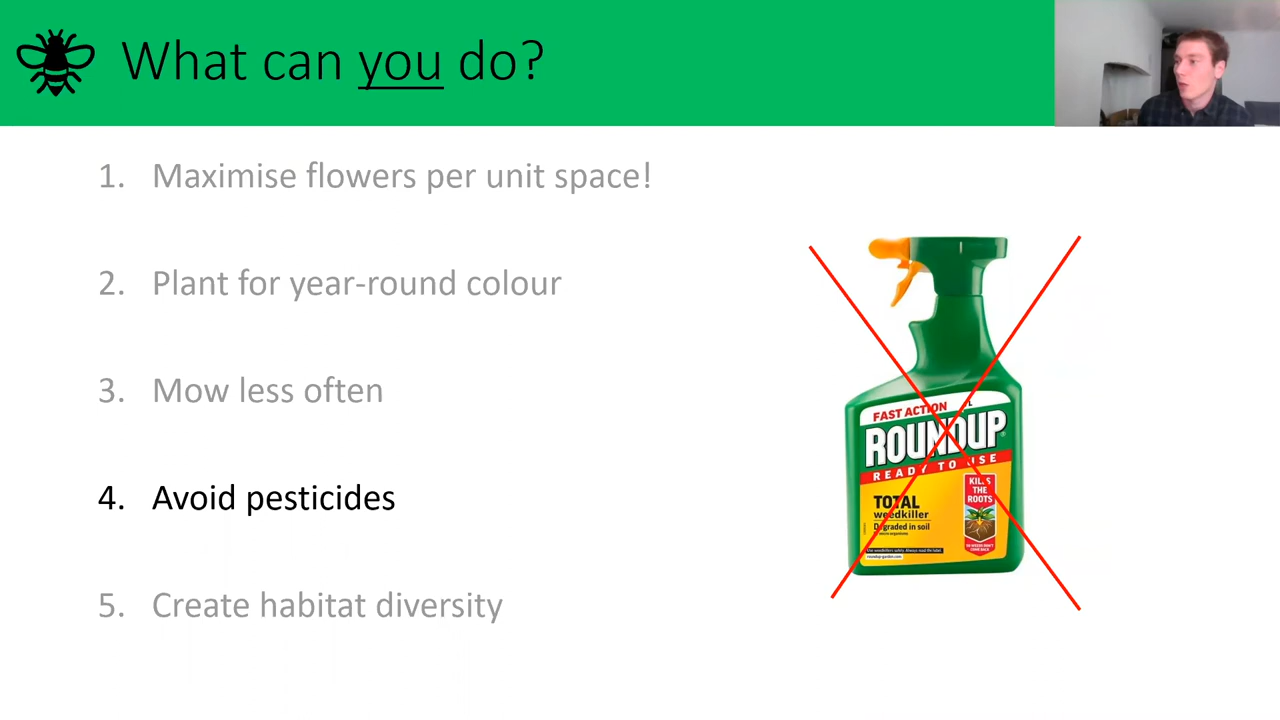 What can you do?
1. Maximise flowers per unit space!
2. Plant for year-round colour
3. Mow less often
4. Avoid pesticides
5. Create habitat diversity
FAST ACTION
ROUNDUP
READY TO USE
TOTAL
weedkiller
Degraded in soil
KILLS
THE
ROOTS